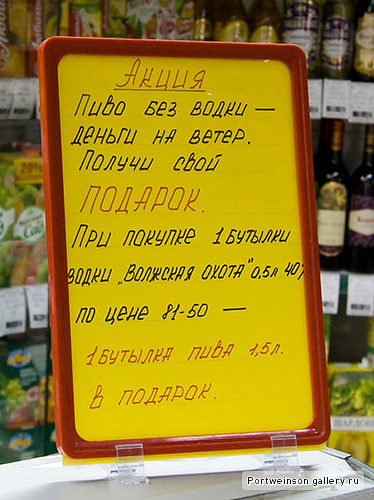 Акция
Пиво без водки —
деньги на ветер.
Получи свой
ПОДАРОК.
При покупке 1 бутылки
водки „Волжская охота" 0,5л 40%
по цене 81-50 —
1 бутылка пива 1,5л.
в подарок.
Portweinson gallery ru